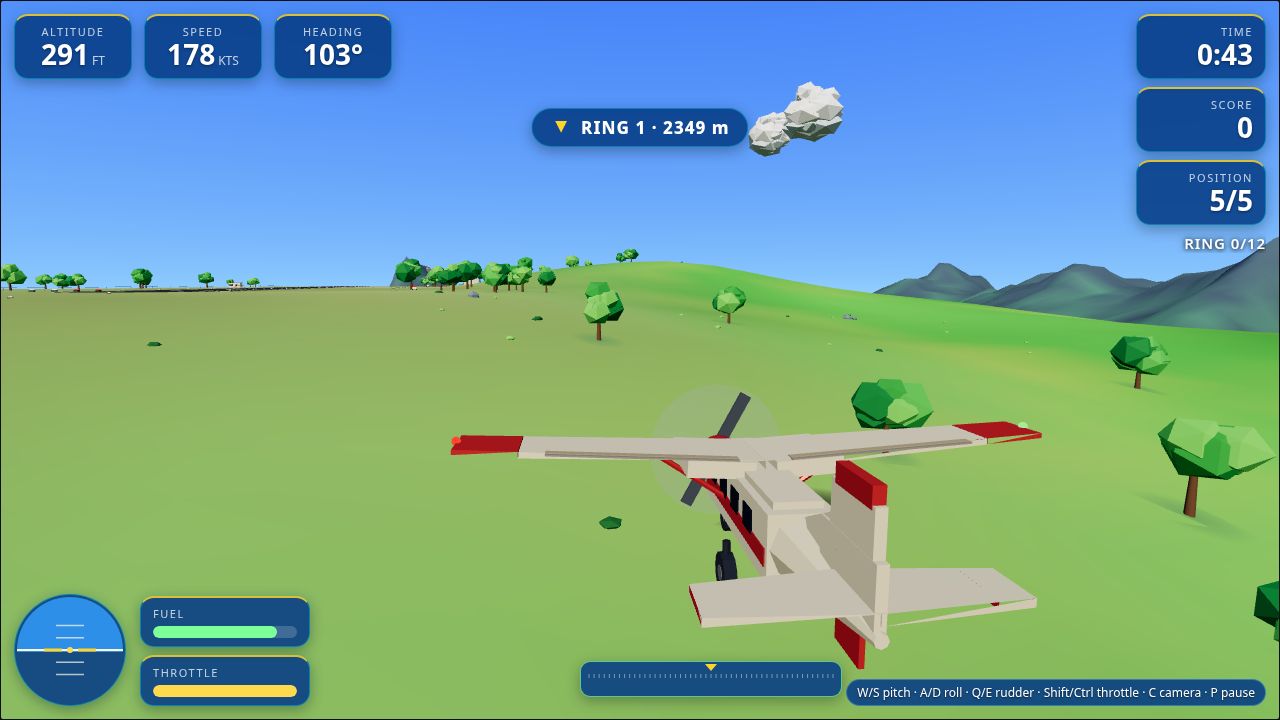 ALTITUDE
291 FT
SPEED
178 KTS
HEADING
103°
TIME
0:43
SCORE
0
POSITION
5/5
RING 0/12
RING 1 · 2349 m
FUEL
THROTTLE
W/S pitch · A/D roll · Q/E rudder · Shift/Ctrl throttle · C camera · P pause